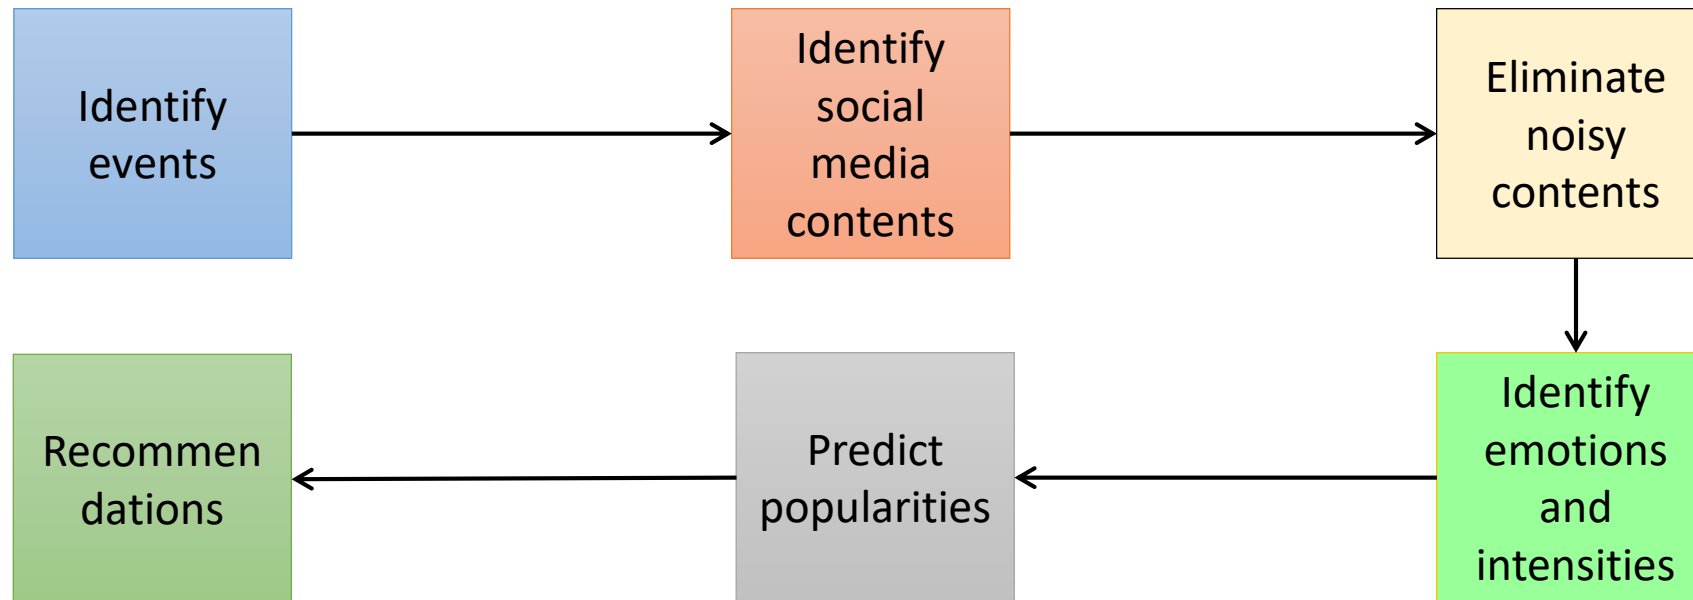 Identify
events
Identify
social
media
contents
Eliminate
noisy
contents
Identify
emotions
and
intensities
Predict
popularities
Recommen
dations